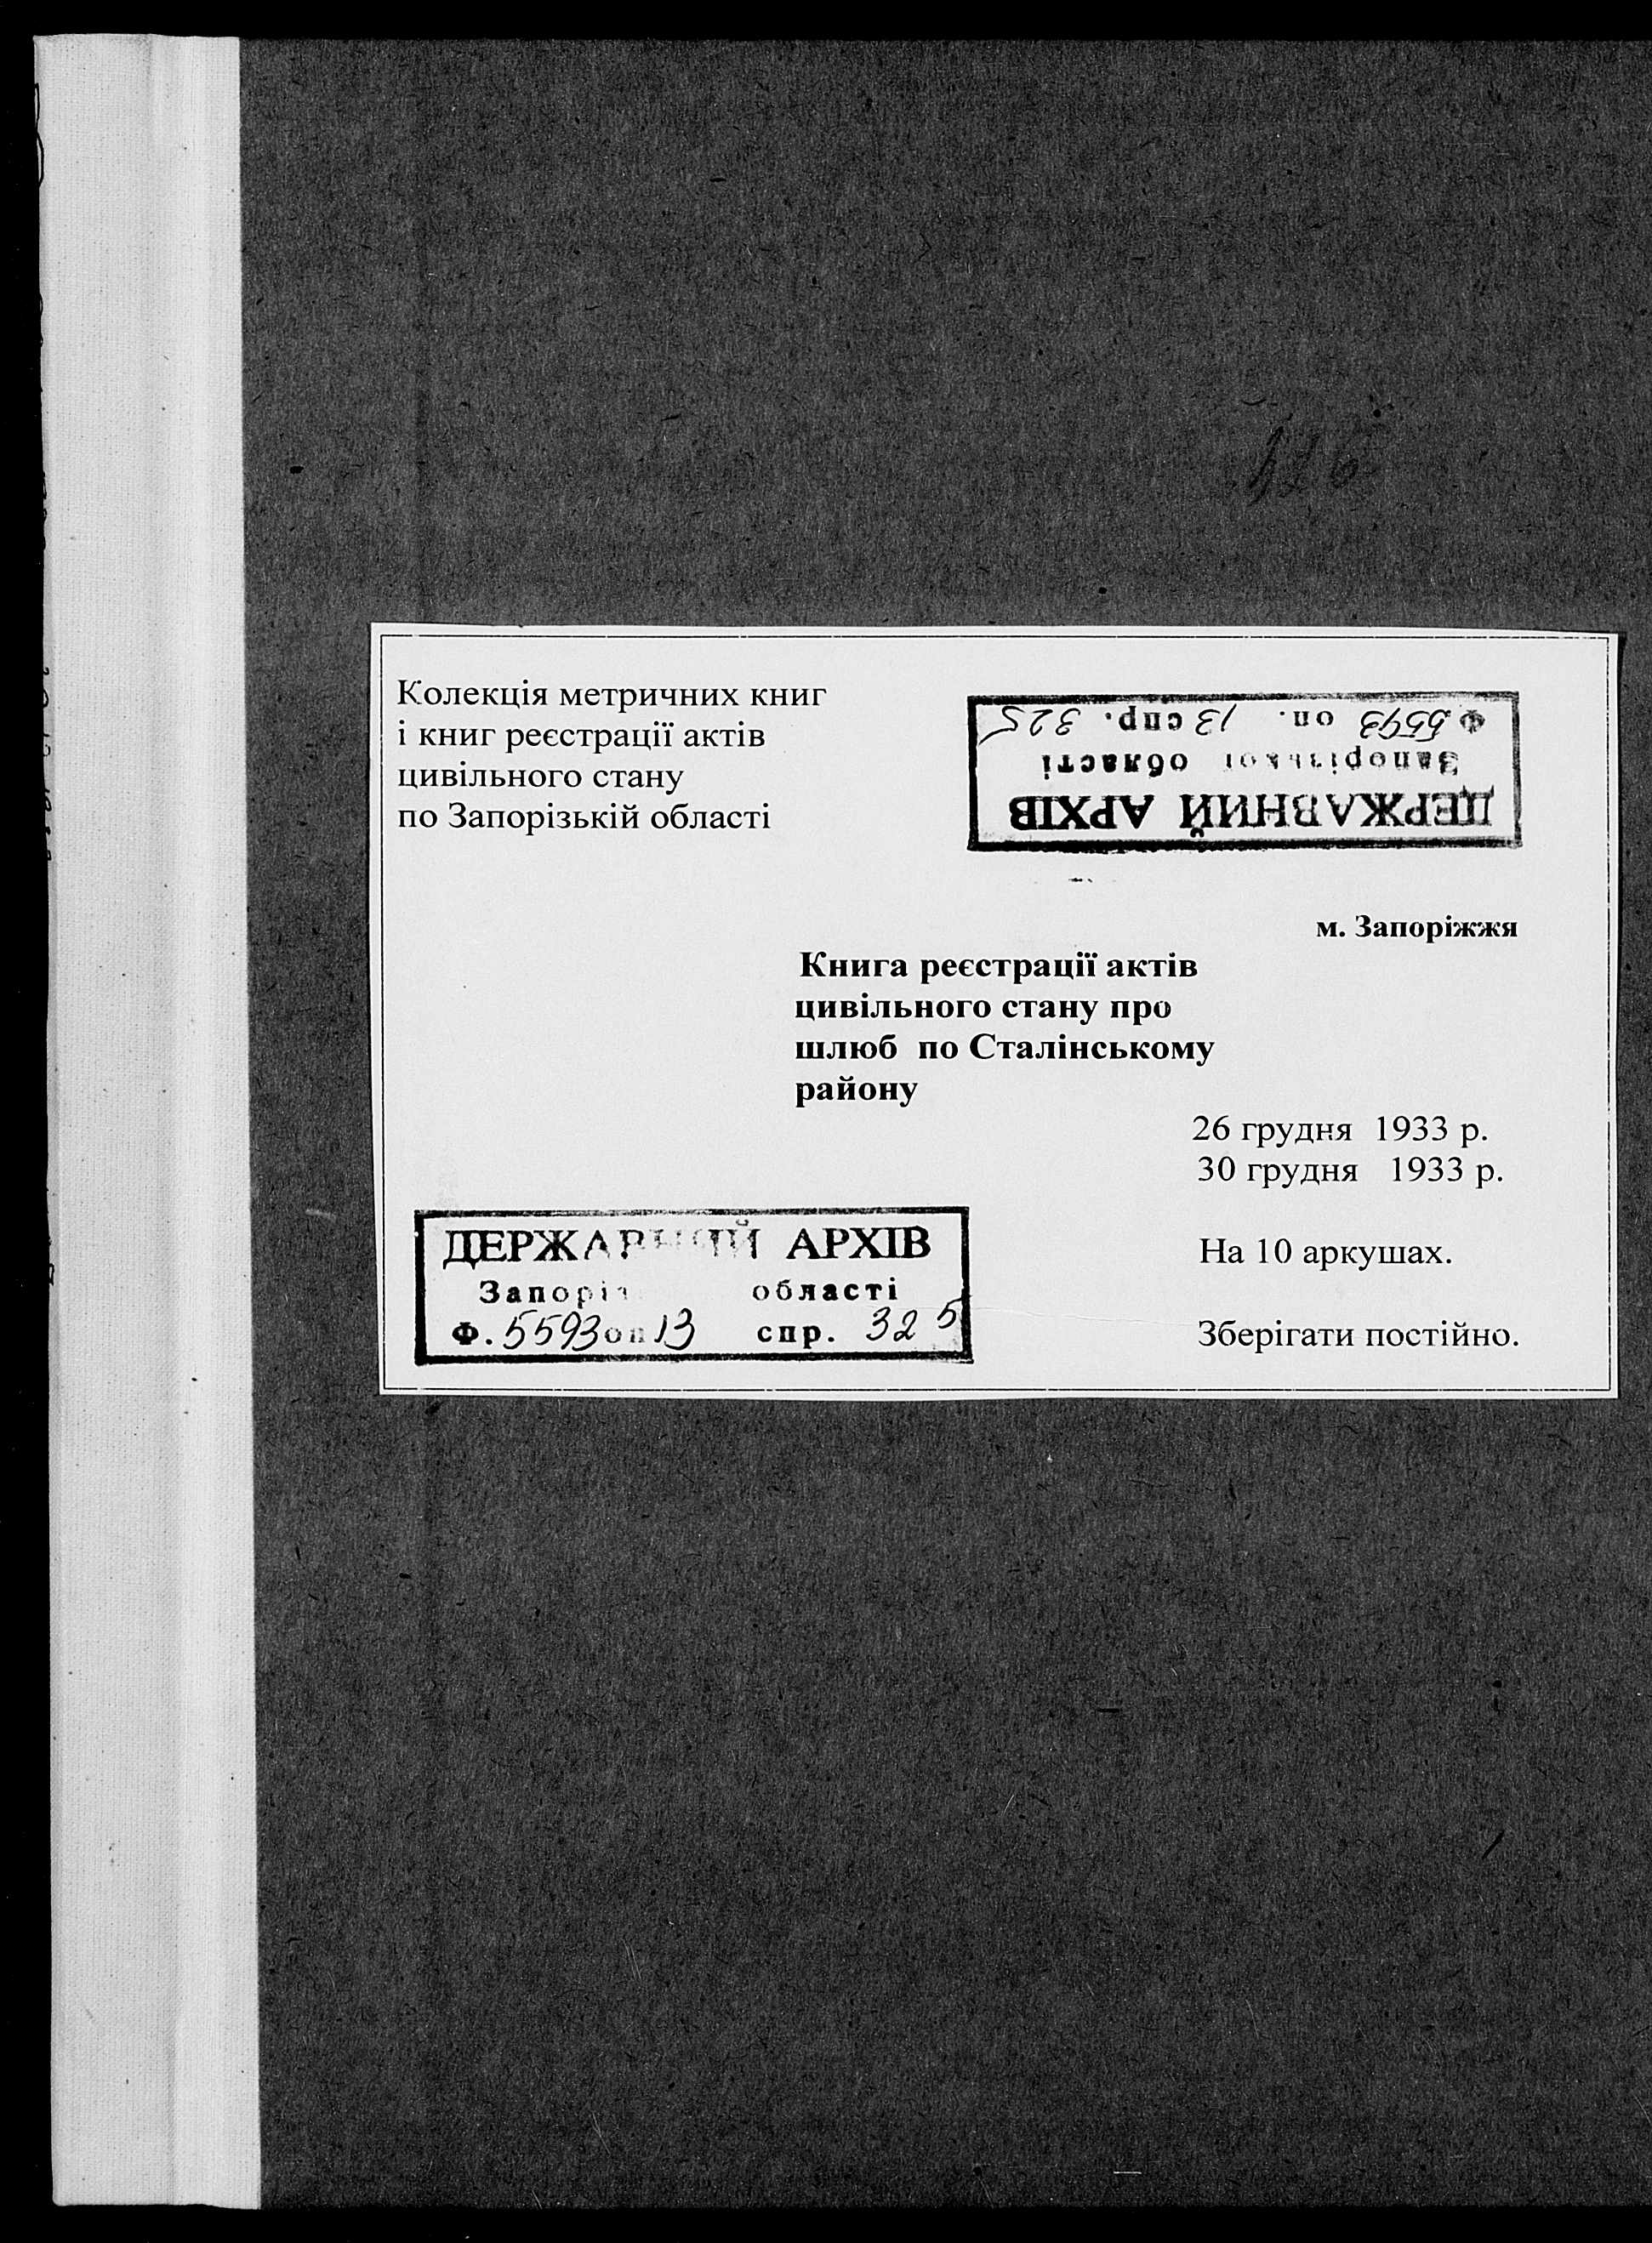 Колекція метричних книг
і книг реєстрації актів
цивільного стану
по Запорізькій області
ДЕРЖАВНИЙ АРХІВ
Запорізької області
Ф. 5593 оп. 13 спр. 325
м. Запоріжжя
Книга реєстрації актів
цивільного стану про
шлюб по Сталінському
району
26 грудня 1933 р.
30 грудня 1933 р.
На 10 аркушах.
Зберігати постійно.
ДЕРЖАВНИЙ АРХІВ
Запорі області
Ф. 5593 оп 13 спр. 325